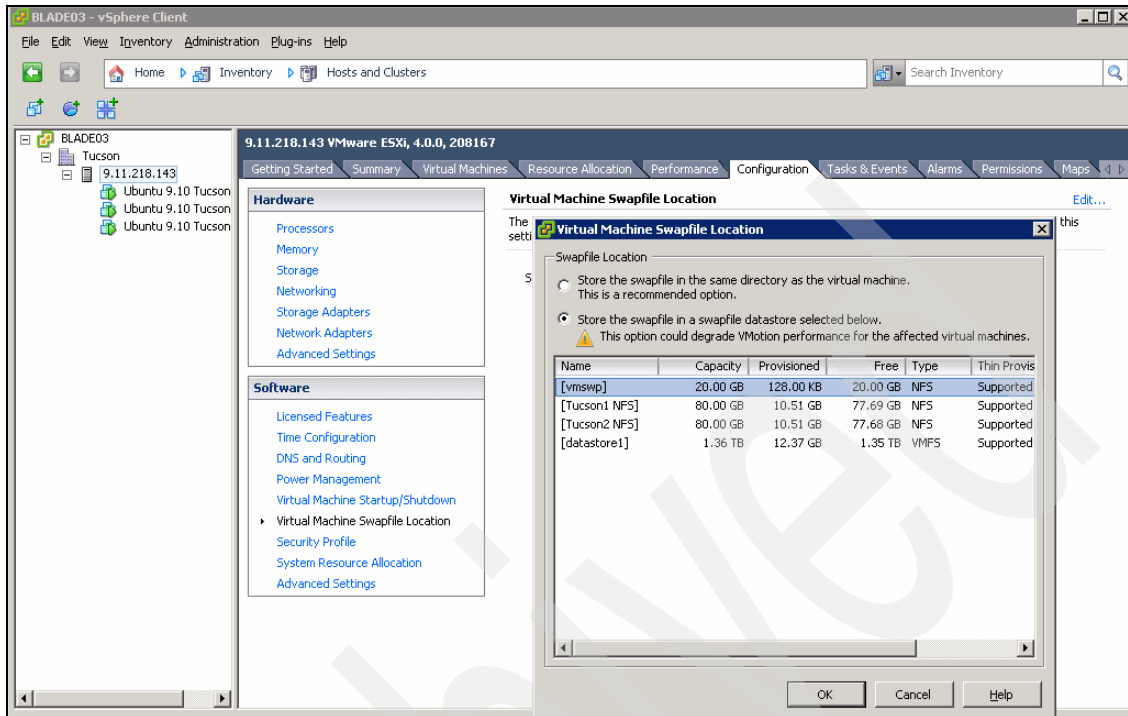 BLADE03 - vSphere Client
File Edit View Inventory Administration Plug-ins Help
Home Inventory Hosts and Clusters Search Inventory
BLADE03
Tucson
9.11.218.143
Ubuntu 9.10 Tucson
Ubuntu 9.10 Tucson
Ubuntu 9.10 Tucson
9.11.218.143 VMware ESXi, 4.0.0, 208167
Getting Started Summary Virtual Machines Resource Allocation Performance Configuration Tasks & Events Alarms Permissions Maps
Hardware
Processors
Memory
Storage
Networking
Storage Adapters
Network Adapters
Advanced Settings
Software
Licensed Features
Time Configuration
DNS and Routing
Power Management
Virtual Machine Startup/Shutdown
Virtual Machine Swapfile Location
Security Profile
System Resource Allocation
Advanced Settings
Virtual Machine Swapfile Location Edit...
The this
setti
S
Virtual Machine Swapfile Location
Swapfile Location
Store the swapfile in the same directory as the virtual machine.
This is a recommended option.
Store the swapfile in a swapfile datastore selected below.
This option could degrade VMotion performance for the affected virtual machines.
Name Capacity Provisioned Free Type Thin Provis
[vmswp] 20.00 GB 128.00 KB 20.00 GB NFS Supported
[Tucson1 NFS] 80.00 GB 10.51 GB 77.69 GB NFS Supported
[Tucson2 NFS] 80.00 GB 10.51 GB 77.68 GB NFS Supported
[datastore1] 1.36 TB 12.37 GB 1.35 TB VMFS Supported
OK Cancel Help